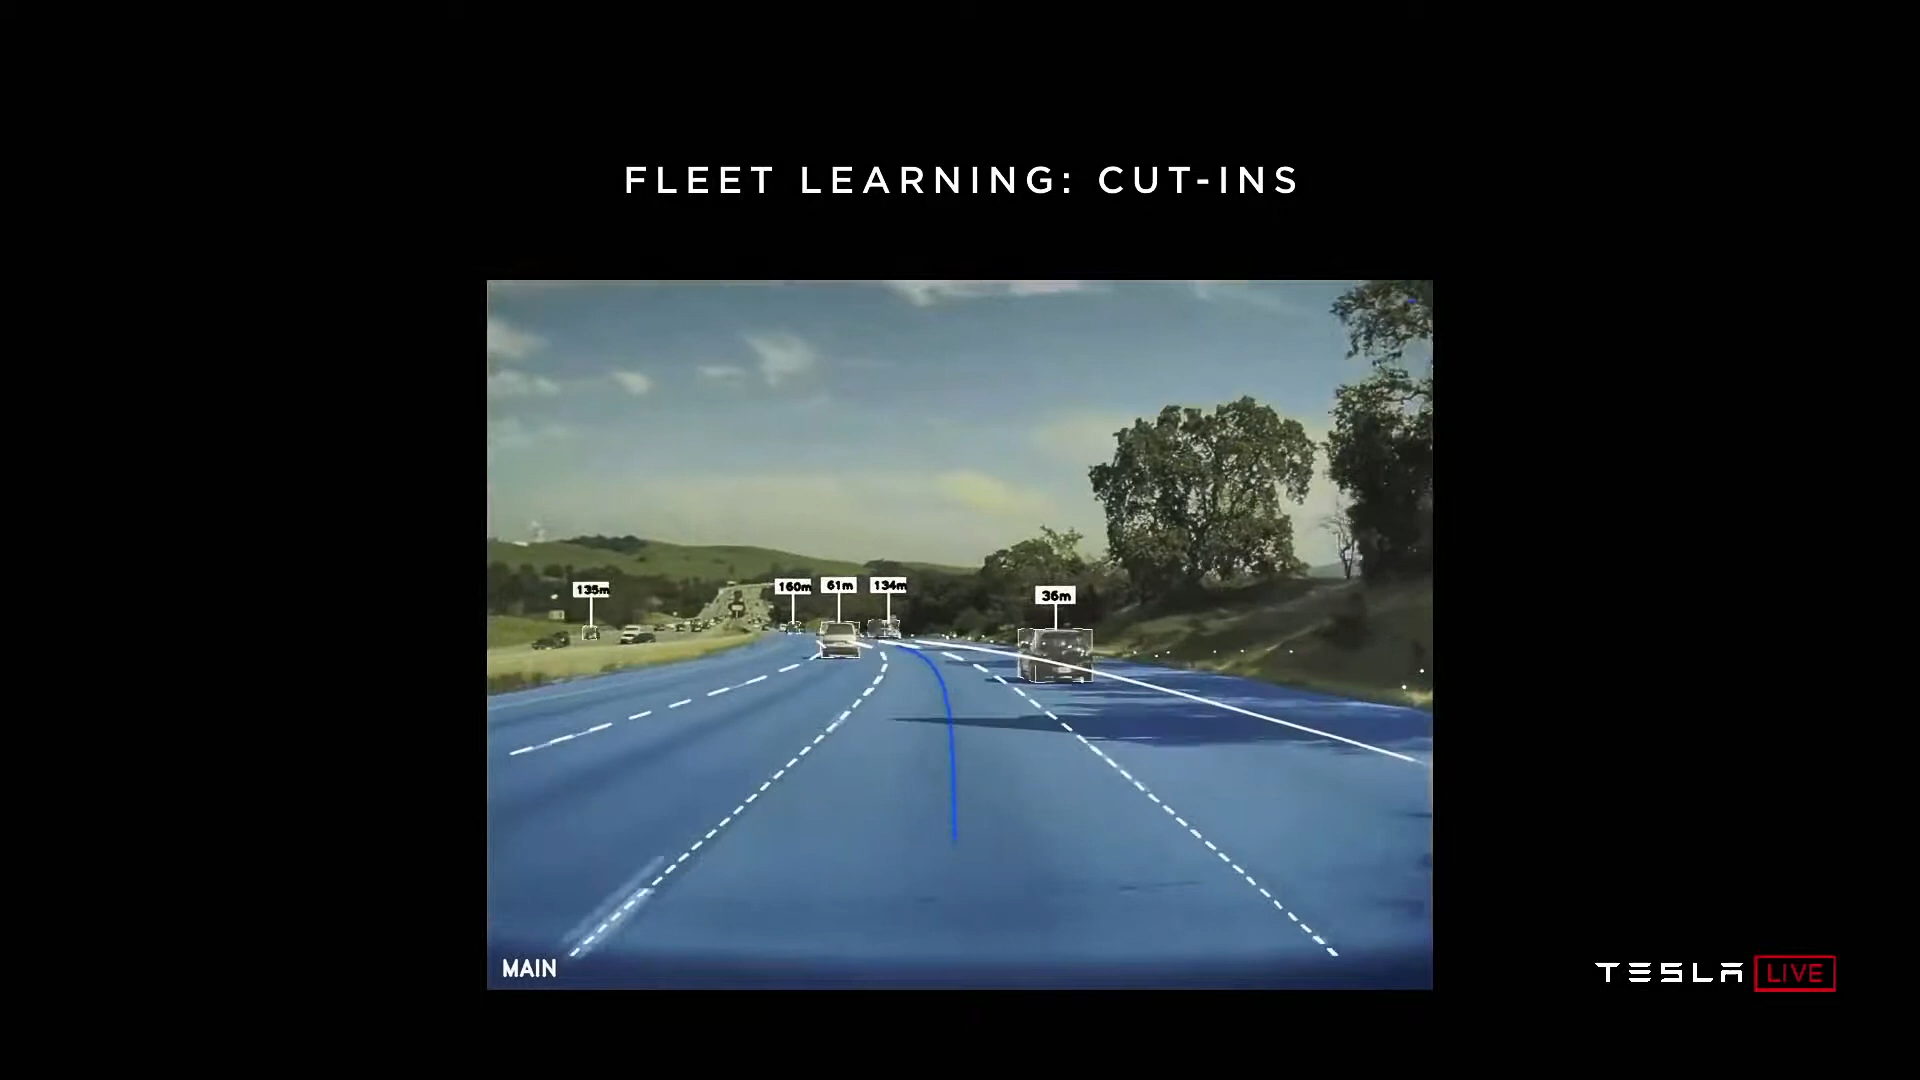 FLEET LEARNING: CUT-INS
135m
160m
61m
134m
36m
MAIN
TESLA LIVE